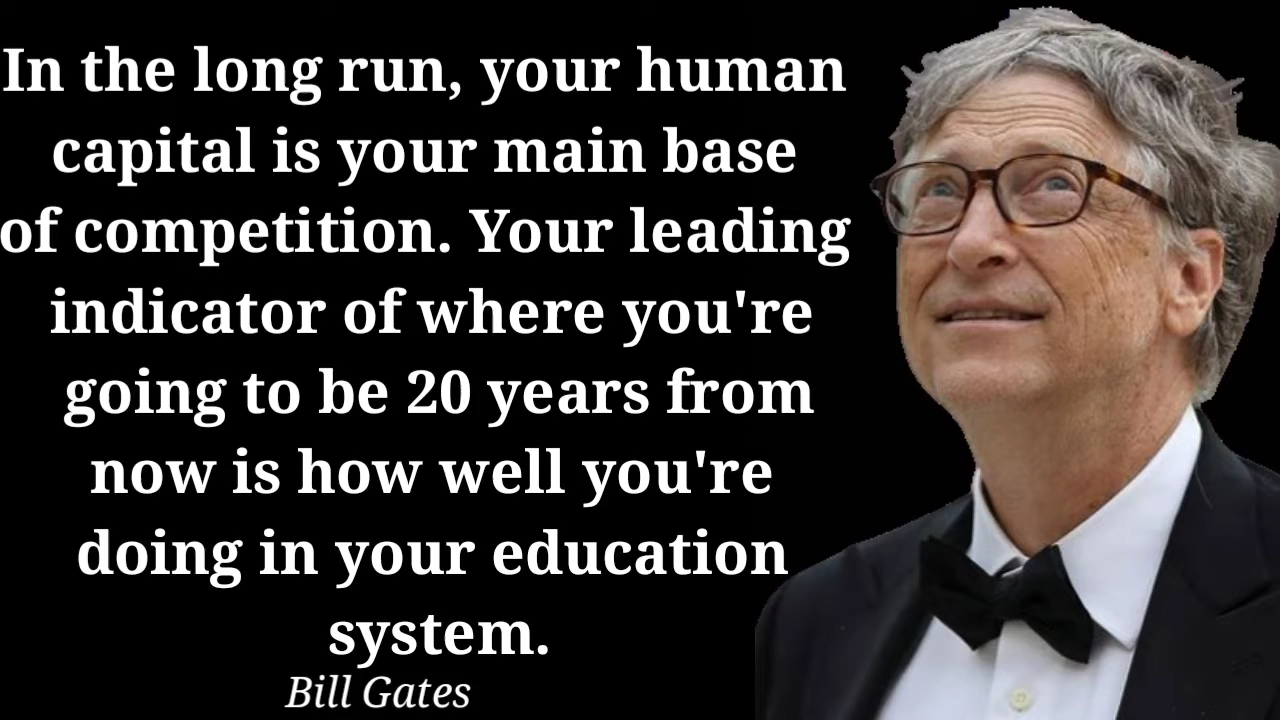 In the long run, your human
capital is your main base
of competition. Your leading
indicator of where you're
going to be 20 years from
now is how well you're
doing in your education
system.
Bill Gates